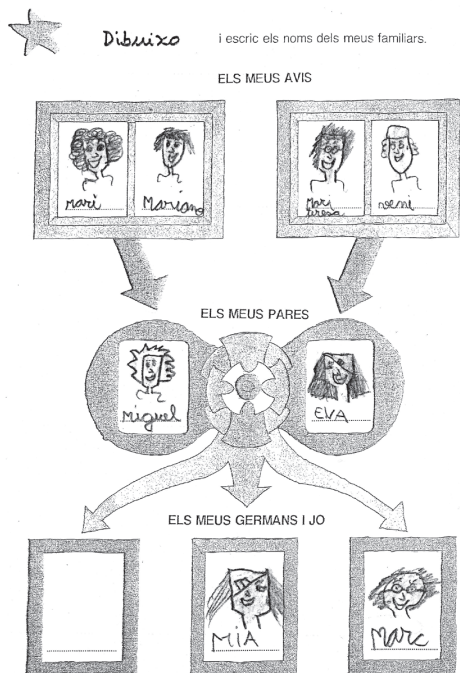 Dibuixo i escric els noms dels meus familiars.
ELS MEUS AVIS
mari Mariano Mari teresa
ELS MEUS PARES
Miguel EVA
ELS MEUS GERMANS I JO
MIA Marc